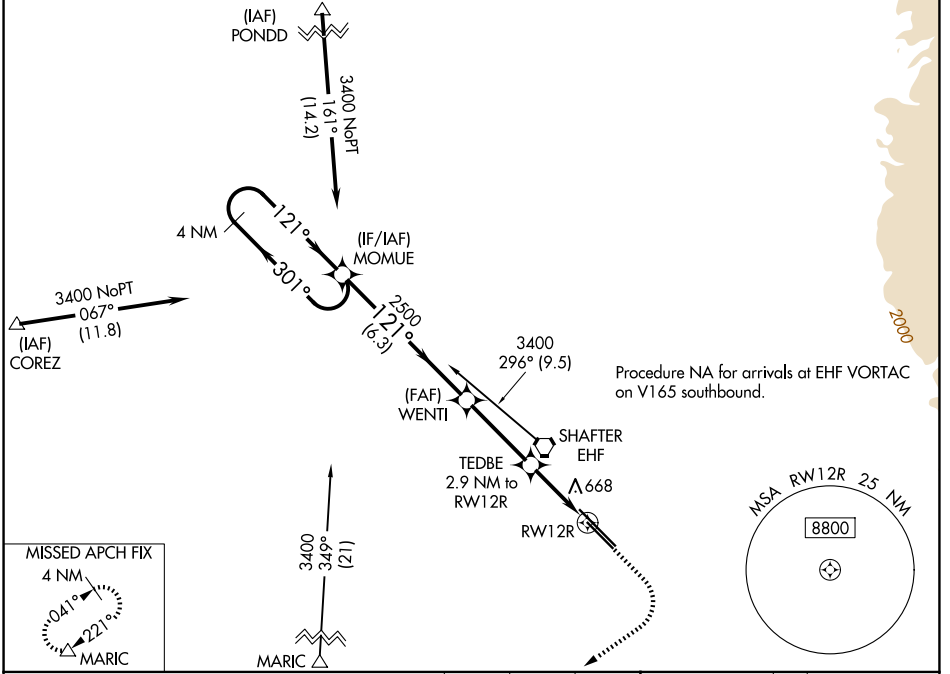 (IAF)
PONDD
3400 NoPT
161°
(14.2)
4 NM
121°
301°
(IF/IAF)
MOMUE
3400 NoPT
067°
(11.8)
(IAF)
COREZ
2500
121°
(6.3)
2000
3400
296° (9.5)
Procedure NA for arrivals at EHF VORTAC
on V165 southbound.
(FAF)
WENTI
SHAFTER
EHF
TEDBE
2.9 NM to
RW12R
668
RW12R
MSA RW12R 25 NM
8800
3400
349°
(21)
MARIC
MISSED APCH FIX
4 NM
041°
221°
MARIC